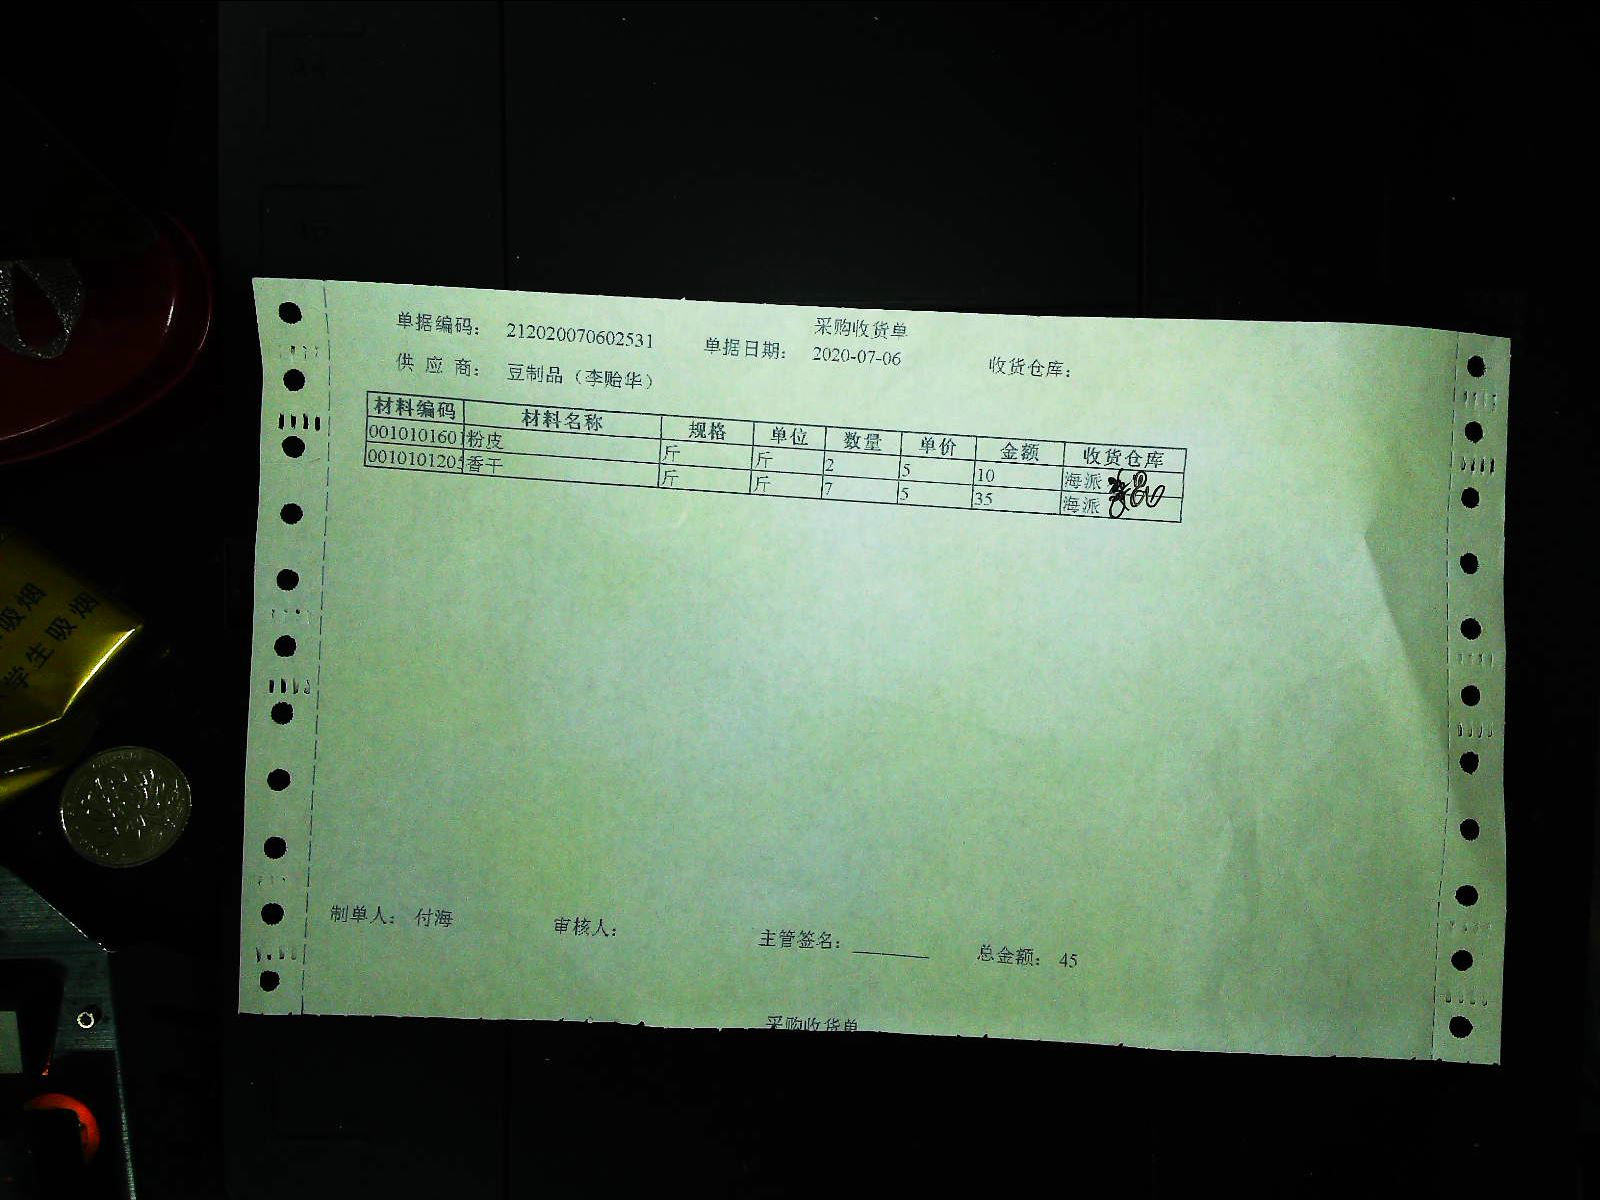 采购收货单
单据编码： 212020070602531 单据日期： 2020-07-06 收货仓库：
供 应 商： 豆制品（李贻华）
材料编码 材料名称 规格 单位 数量 单价 金额 收货仓库
0010101601 粉皮 斤 斤 2 5 10 海派
0010101205 香干 斤 斤 7 5 35 海派
制单人： 付海 审核人： 主管签名： 总金额： 45
采购收货单
吸烟
学生吸烟